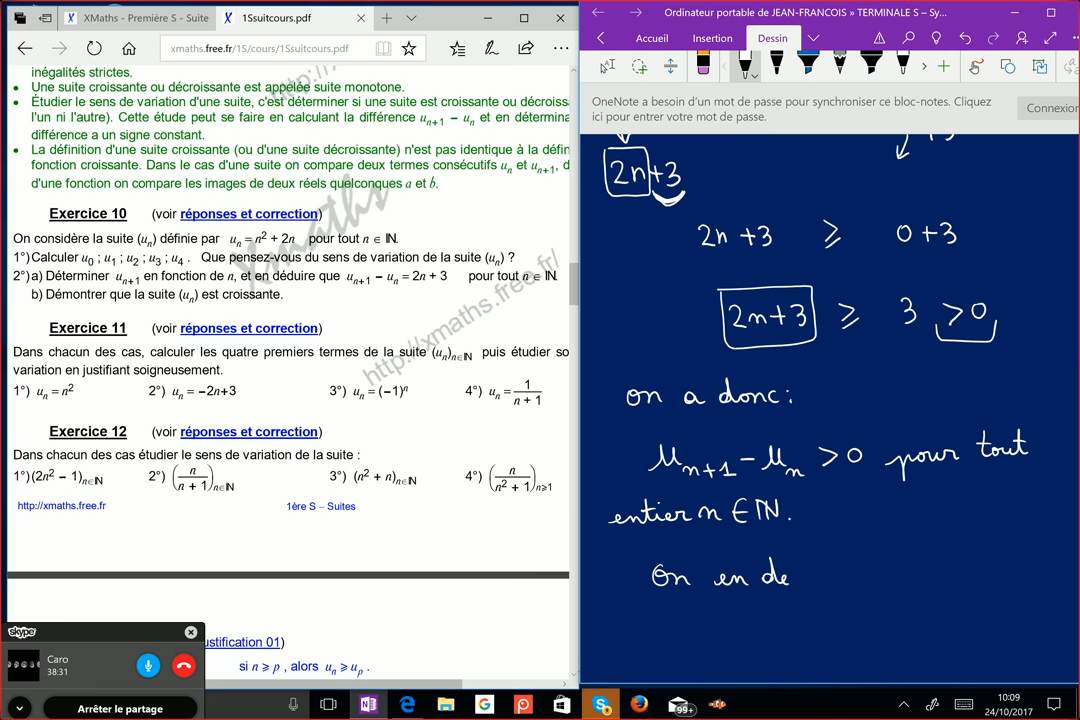 XMaths - Première S - Suite
1Ssuitcours.pdf
xmaths.free.fr/1S/cours/1Ssuitcours.pdf
inégalités strictes.
• Une suite croissante ou décroissante est appelée suite monotone.
• Étudier le sens de variation d'une suite, c'est déterminer si une suite est croissante ou décroiss
l'un ni l'autre). Cette étude peut se faire en calculant la différence uₙ₊₁ − uₙ et en détermina
différence a un signe constant.
• La définition d'une suite croissante (ou d'une suite décroissante) n'est pas identique à la défin
fonction croissante. Dans le cas d'une suite on compare deux termes consécutifs uₙ et uₙ₊₁, d
d'une fonction on compare les images de deux réels quelconques a et b.
Exercice 10 (voir réponses et correction)
On considère la suite (uₙ) définie par uₙ = n² + 2n pour tout n ∈ ℕ.
1°) Calculer u₀ ; u₁ ; u₂ ; u₃ ; u₄ . Que pensez-vous du sens de variation de la suite (uₙ) ?
2°) a) Déterminer uₙ₊₁ en fonction de n, et en déduire que uₙ₊₁ − uₙ = 2n + 3 pour tout n ∈ ℕ.
b) Démontrer que la suite (uₙ) est croissante.
Exercice 11 (voir réponses et correction)
Dans chacun des cas, calculer les quatre premiers termes de la suite (uₙ)ₙ∈ℕ puis étudier so
variation en justifiant soigneusement.
1°) uₙ = n² 2°) uₙ = −2n+3 3°) uₙ = (−1)ⁿ 4°) uₙ = 1/(n + 1)
Exercice 12 (voir réponses et correction)
Dans chacun des cas étudier le sens de variation de la suite :
1°) (2n² − 1)ₙ∈ℕ 2°) (n/(n + 1))ₙ∈ℕ 3°) (n² + n)ₙ∈ℕ 4°) (n/(n² + 1))ₙ⩾₁
http://xmaths.free.fr 1ère S – Suites
http://xmaths.free.fr/
Xmaths
ustification 01)
si n ⩾ p , alors uₙ ⩾ uₚ .
skype
Caro
38:31
Arrêter le partage
Ordinateur portable de JEAN-FRANCOIS » TERMINALE S – Sy...
Accueil Insertion Dessin
OneNote a besoin d'un mot de passe pour synchroniser ce bloc-notes. Cliquez
ici pour entrer votre mot de passe.
Connexion
2n+3
2n +3 ⩾ 0+3
2n+3 ⩾ 3 >0
on a donc :
uₙ₊₁ − uₙ >0 pour tout
entier n ∈ ℕ.
On en de
99+
10:09
24/10/2017